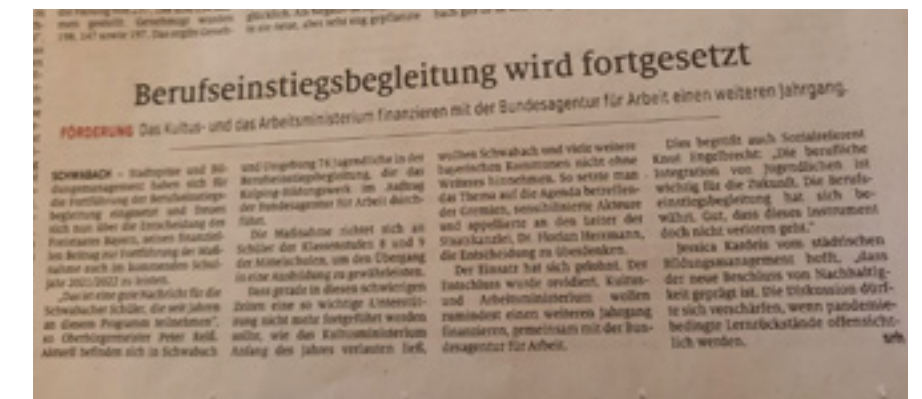 198, 147 sowie 197. Das ergibt Geneh-
Berufseinstiegsbegleitung wird fortgesetzt
FÖRDERUNG Das Kultus- und das Arbeitsministerium finanzieren mit der Bundesagentur für Arbeit einen weiteren Jahrgang.
SCHWABACH – Stadtspitze und Bil-
dungsmanagement haben sich für
die Fortführung der Berufseinstiegs-
begleitung eingesetzt und freuen
sich nun über die Entscheidung des
Freistaates Bayern, seinen finanziel-
len Beitrag zur Fortführung der Maß-
nahme auch im kommenden Schul-
jahr 2021/2022 zu leisten.
„Das ist eine gute Nachricht für die
Schwabacher Schüler, die seit Jahren
an diesem Programm teilnehmen“,
so Oberbürgermeister Peter Reiß.
Aktuell befinden sich in Schwabach
und Umgebung 76 Jugendliche in der
Berufseinstiegsbegleitung, die das
Kolping-Bildungswerk im Auftrag
der Bundesagentur für Arbeit durch-
führt.
Die Maßnahme richtet sich an
Schüler der Klassenstufen 8 und 9
der Mittelschulen, um den Übergang
in eine Ausbildung zu gewährleisten.
Dass gerade in diesen schwierigen
Zeiten eine so wichtige Unterstüt-
zung nicht mehr fortgeführt werden
sollte, wie das Kultusministerium
Anfang des Jahres verlauten ließ,
wollten Schwabach und viele weitere
bayerischen Kommunen nicht ohne
Weiteres hinnehmen. So setzte man
das Thema auf die Agenda betreffen-
der Gremien, sensibilisierte Akteure
und appellierte an den Leiter der
Staatskanzlei, Dr. Florian Herrmann,
die Entscheidung zu überdenken.
Der Einsatz hat sich gelohnt. Der
Entschluss wurde revidiert, Kultus-
und Arbeitsministerium wollen
zumindest einen weiteren Jahrgang
finanzieren, gemeinsam mit der Bun-
desagentur für Arbeit.
Dies begrüßt auch Sozialreferent
Knut Engelbrecht: „Die berufliche
Integration von Jugendlichen ist
wichtig für die Zukunft. Die Berufs-
einstiegsbegleitung hat sich be-
währt. Gut, dass dieses Instrument
doch nicht verloren geht.“
Jessica Kardeis vom städtischen
Bildungsmanagement hofft, „dass
der neue Beschluss von Nachhaltig-
keit geprägt ist. Die Diskussion dürf-
te sich verschärfen, wenn pandemie-
bedingte Lernrückstände offensicht-
lich werden.